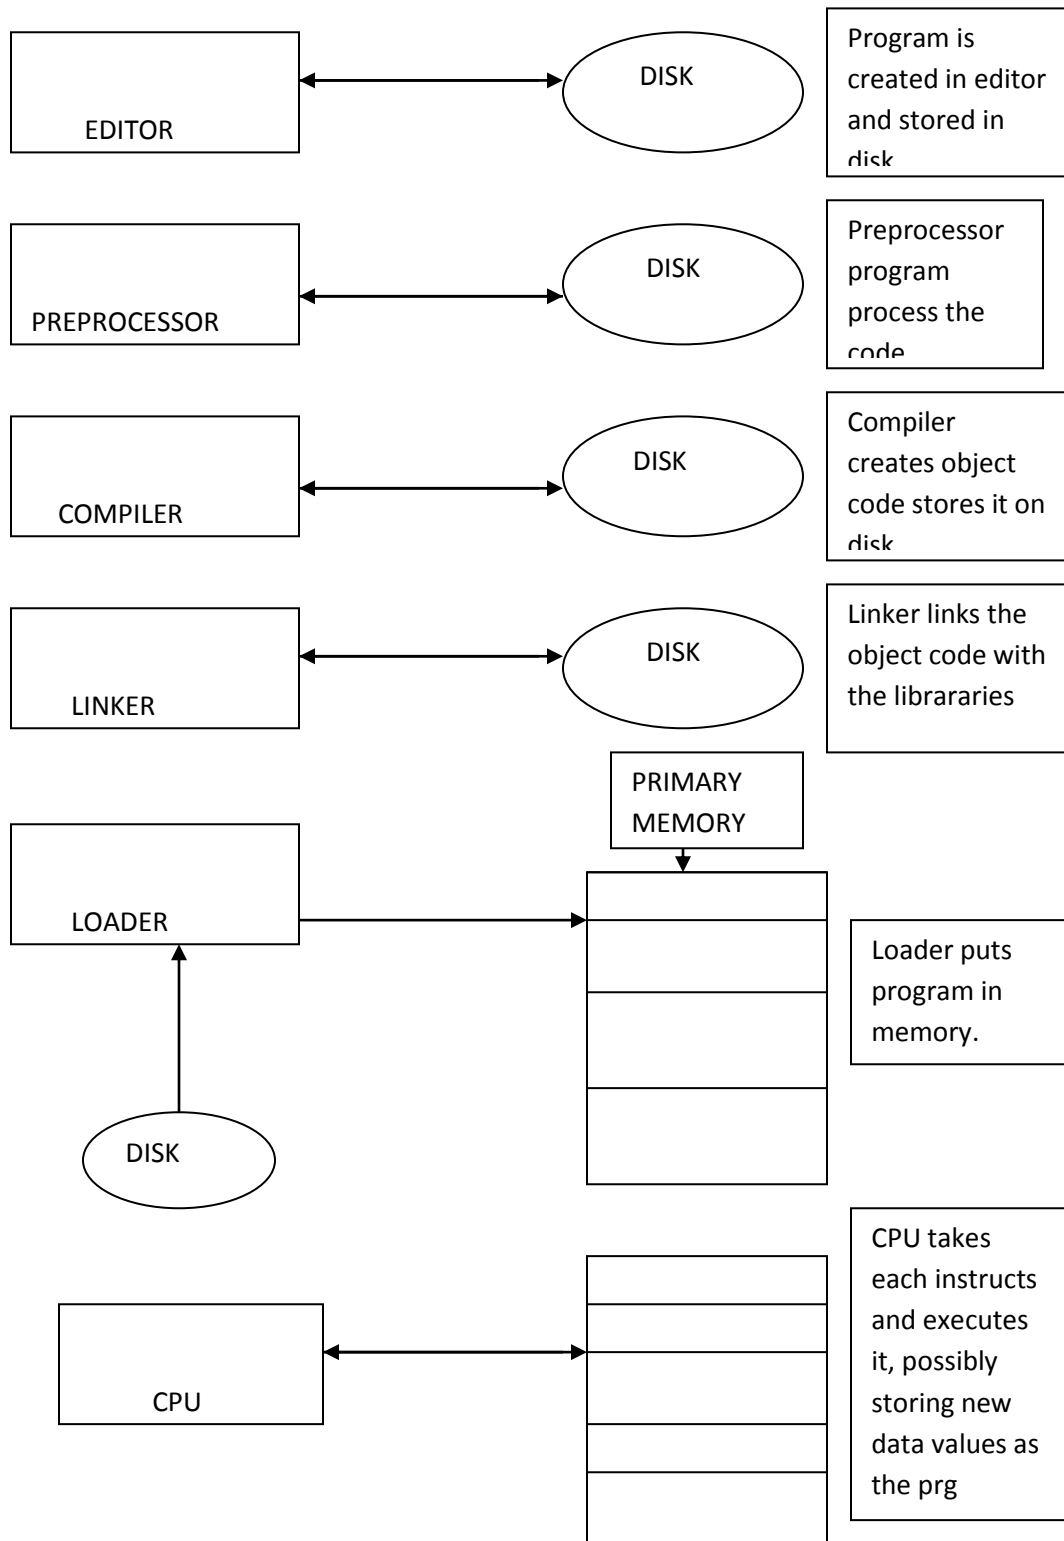 EDITOR
DISK
Program is
created in editor
and stored in
disk
PREPROCESSOR
DISK
Preprocessor
program
process the
code
COMPILER
DISK
Compiler
creates object
code stores it on
disk
LINKER
DISK
Linker links the
object code with
the librararies
PRIMARY
MEMORY
LOADER
Loader puts
program in
memory.
DISK
CPU
CPU takes
each instructs
and executes
it, possibly
storing new
data values as
the prg